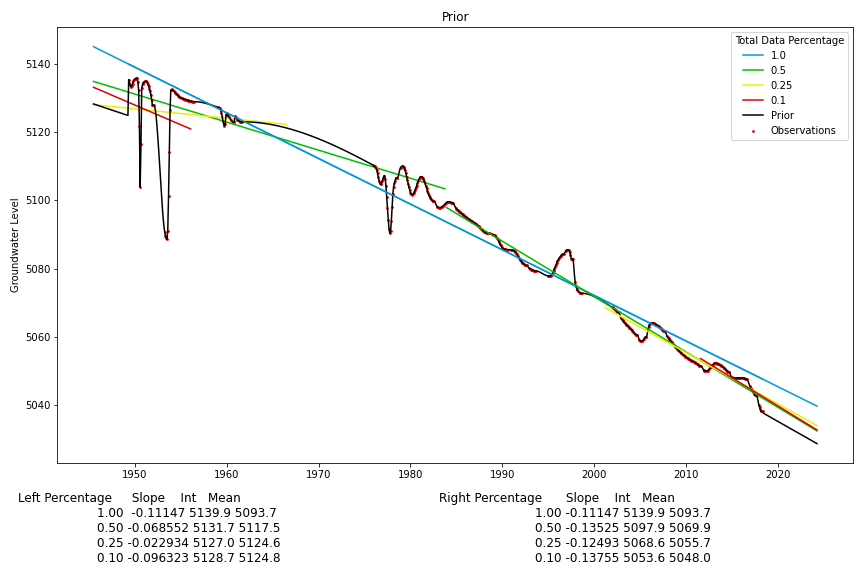 Prior
Total Data Percentage
1.0
0.5
0.25
0.1
Prior
Observations
Groundwater Level
5140
5120
5100
5080
5060
5040
1950 1960 1970 1980 1990 2000 2010 2020
Left Percentage Slope Int Mean
1.00 -0.11147 5139.9 5093.7
0.50 -0.068552 5131.7 5117.5
0.25 -0.022934 5127.0 5124.6
0.10 -0.096323 5128.7 5124.8
Right Percentage Slope Int Mean
1.00 -0.11147 5139.9 5093.7
0.50 -0.13525 5097.9 5069.9
0.25 -0.12493 5068.6 5055.7
0.10 -0.13755 5053.6 5048.0